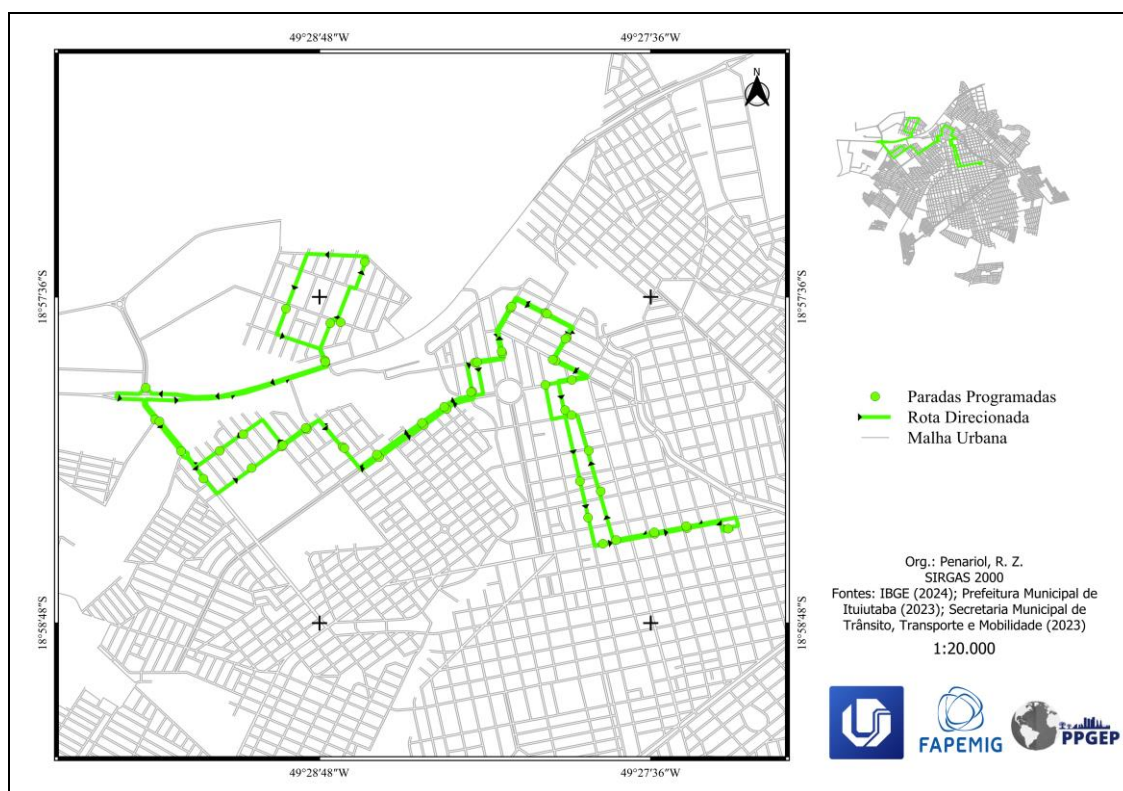 49°28'48"W
49°27'36"W
N
18°57'36"S
18°57'36"S
Paradas Programadas
Rota Direcionada
Malha Urbana
18°58'48"S
18°58'48"S
Org.: Penariol, R. Z.
SIRGAS 2000
Fontes: IBGE (2024); Prefeitura Municipal de
Ituiutaba (2023); Secretaria Municipal de
Trânsito, Transporte e Mobilidade (2023)
1:20.000
FAPEMIG
PPGEP
49°28'48"W
49°27'36"W